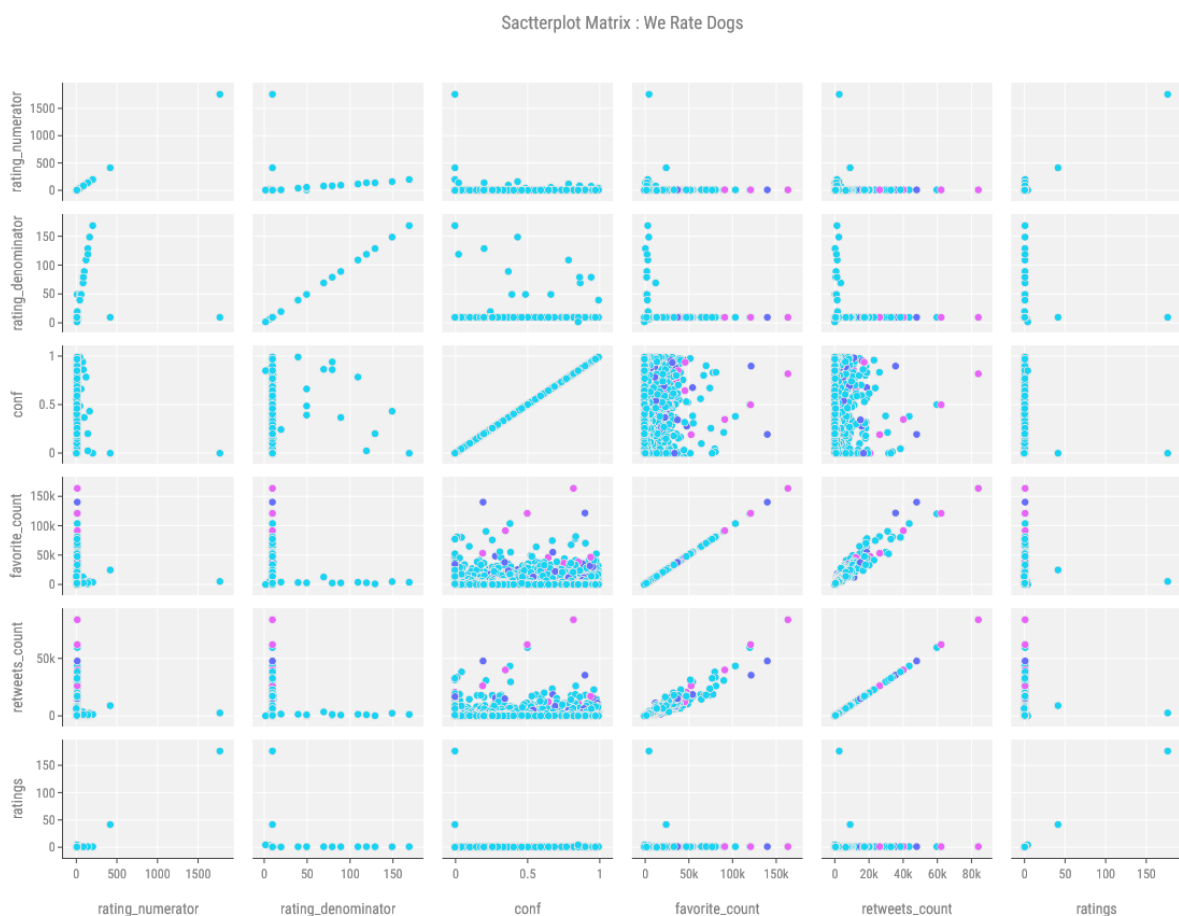 Sactterplot Matrix : We Rate Dogs
rating_numerator
1500
1000
500
0
rating_denominator
150
100
50
0
conf
1
0.5
0
favorite_count
150k
100k
50k
0
retweets_count
50k
0
ratings
150
100
50
0
0 500 1000 1500 0 50 100 150 0 0.5 1 0 50k 100k 150k 0 20k 40k 60k 80k 0 50 100 150
rating_numerator rating_denominator conf favorite_count retweets_count ratings